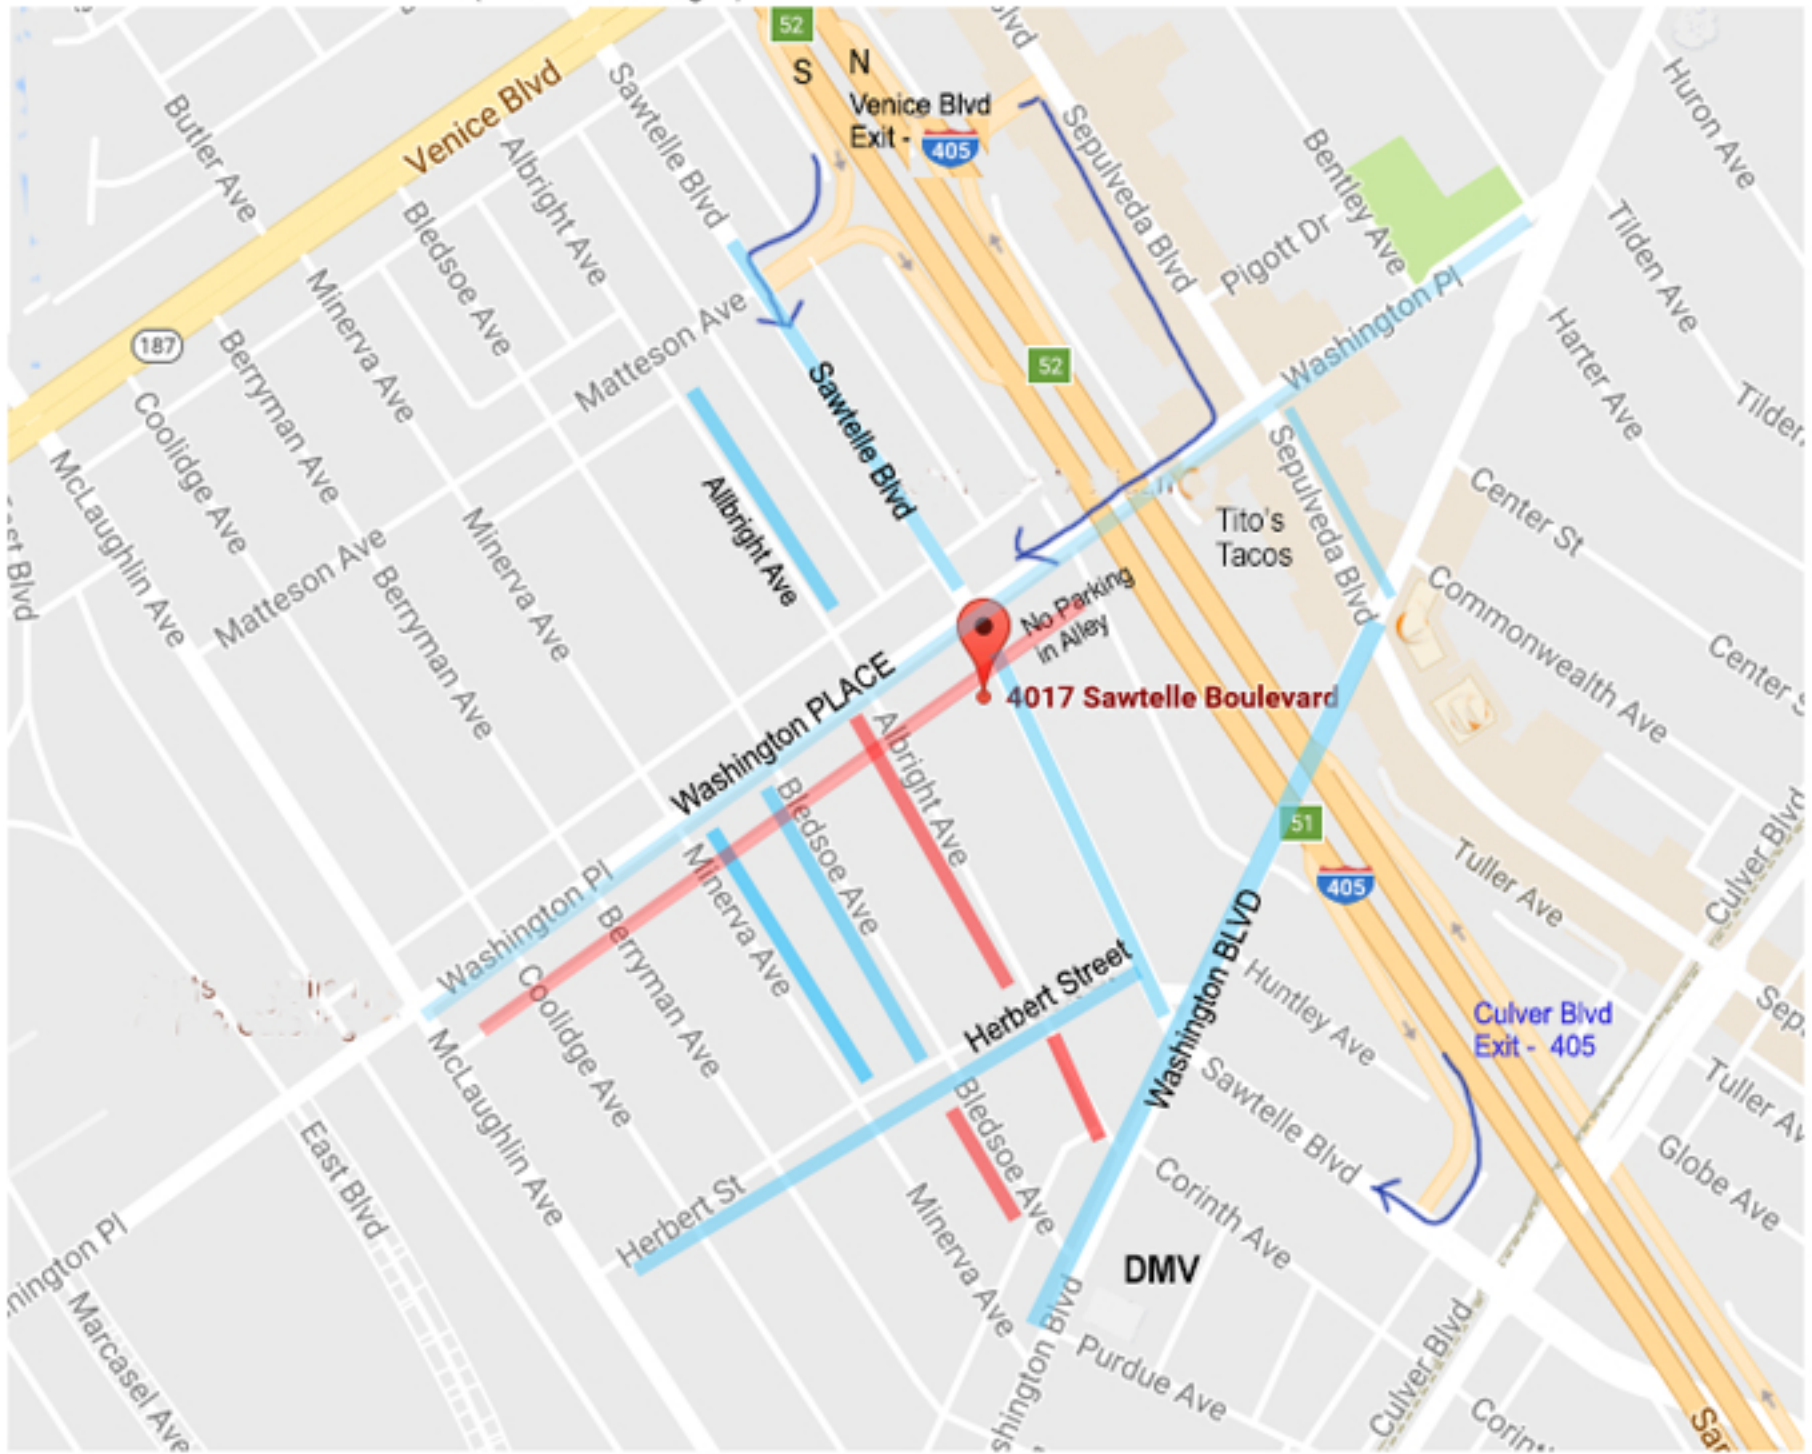 52
S
N
Venice Blvd
Exit -
405
Butler Ave
Venice Blvd
Sawtelle Blvd
Albright Ave
Bledsoe Ave
Sepulveda Blvd
Bentley Ave
Pigott Dr
Huron Ave
Tilden Ave
187
Minerva Ave
Berryman Ave
Coolidge Ave
Matteson Ave
52
Washington Pl
Harter Ave
McLaughlin Ave
Sawtelle Blvd
Allbright Ave
Sepulveda Blvd
Tito's
Tacos
Center St
Matteson Ave
Minerva Ave
Berryman Ave
No Parking
in Alley
Commonwealth Ave
4017 Sawtelle Boulevard
Washington PLACE
Albright Ave
Bledsoe Ave
Minerva Ave
51
405
Tuller Ave
Culver Blvd
Washington Pl
Berryman Ave
Coolidge Ave
Washington BLVD
Herbert Street
Huntley Ave
Culver Blvd
Exit - 405
McLaughlin Ave
East Blvd
Bledsoe Ave
Sawtelle Blvd
Globe Ave
Herbert St
Minerva Ave
Corinth Ave
DMV
Marcasel Ave
Purdue Ave
Culver Blvd